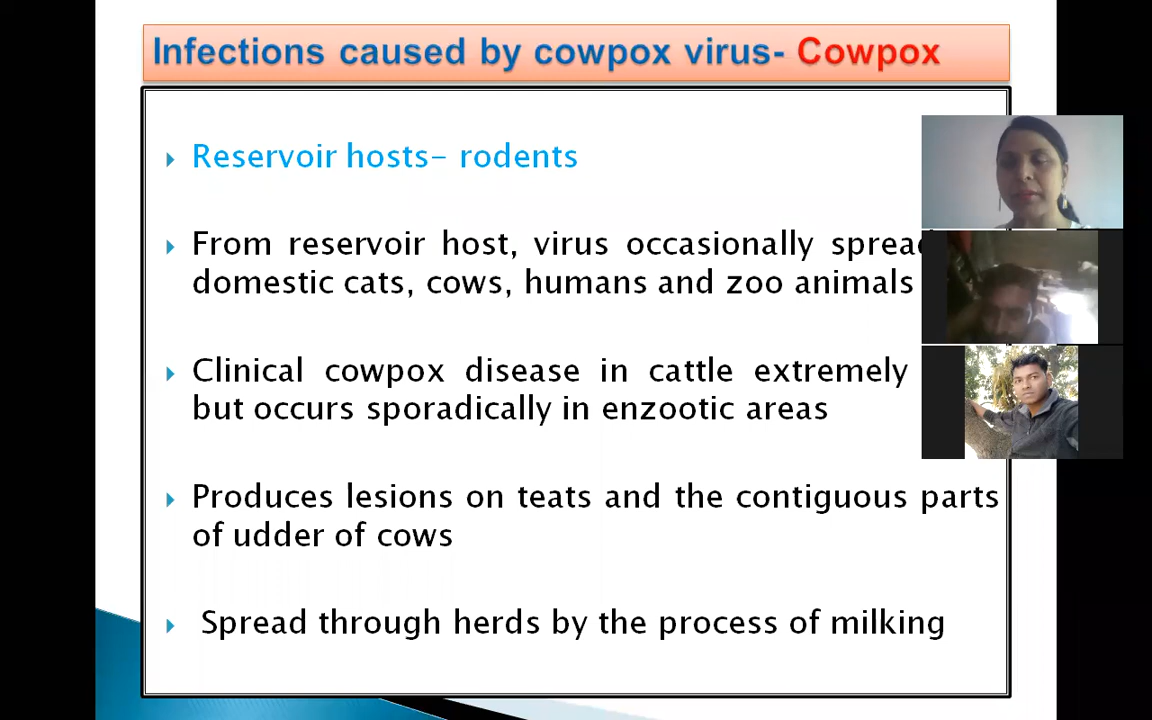 Infections caused by cowpox virus- Cowpox
Reservoir hosts- rodents
From reservoir host, virus occasionally
domestic cats, cows, humans and zoo animals
Clinical cowpox disease in cattle extremely
but occurs sporadically in enzootic areas
Produces lesions on teats and the contiguous parts
of udder of cows
Spread through herds by the process of milking